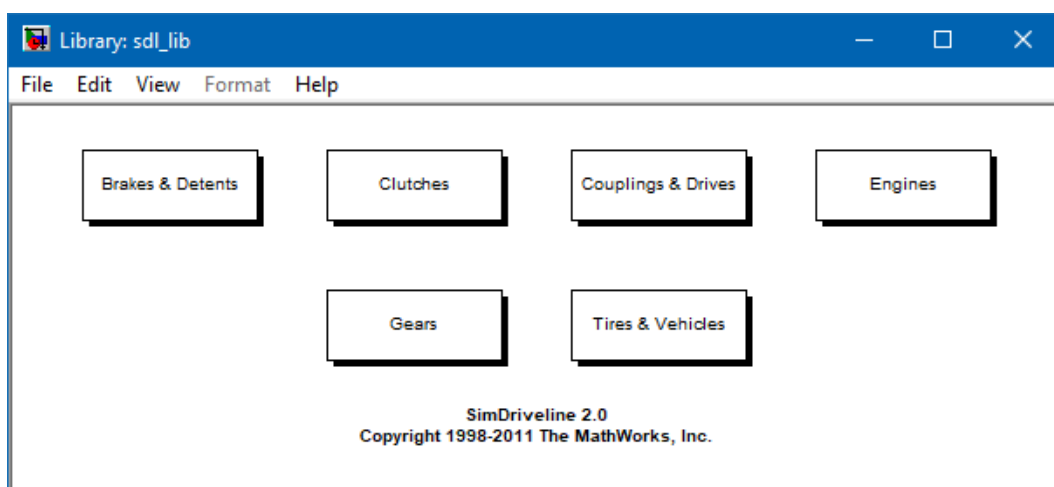 Library: sdl_lib
File Edit View Format Help
Brakes & Detents Clutches Couplings & Drives Engines
Gears Tires & Vehicles
SimDriveline 2.0
Copyright 1998-2011 The MathWorks, Inc.